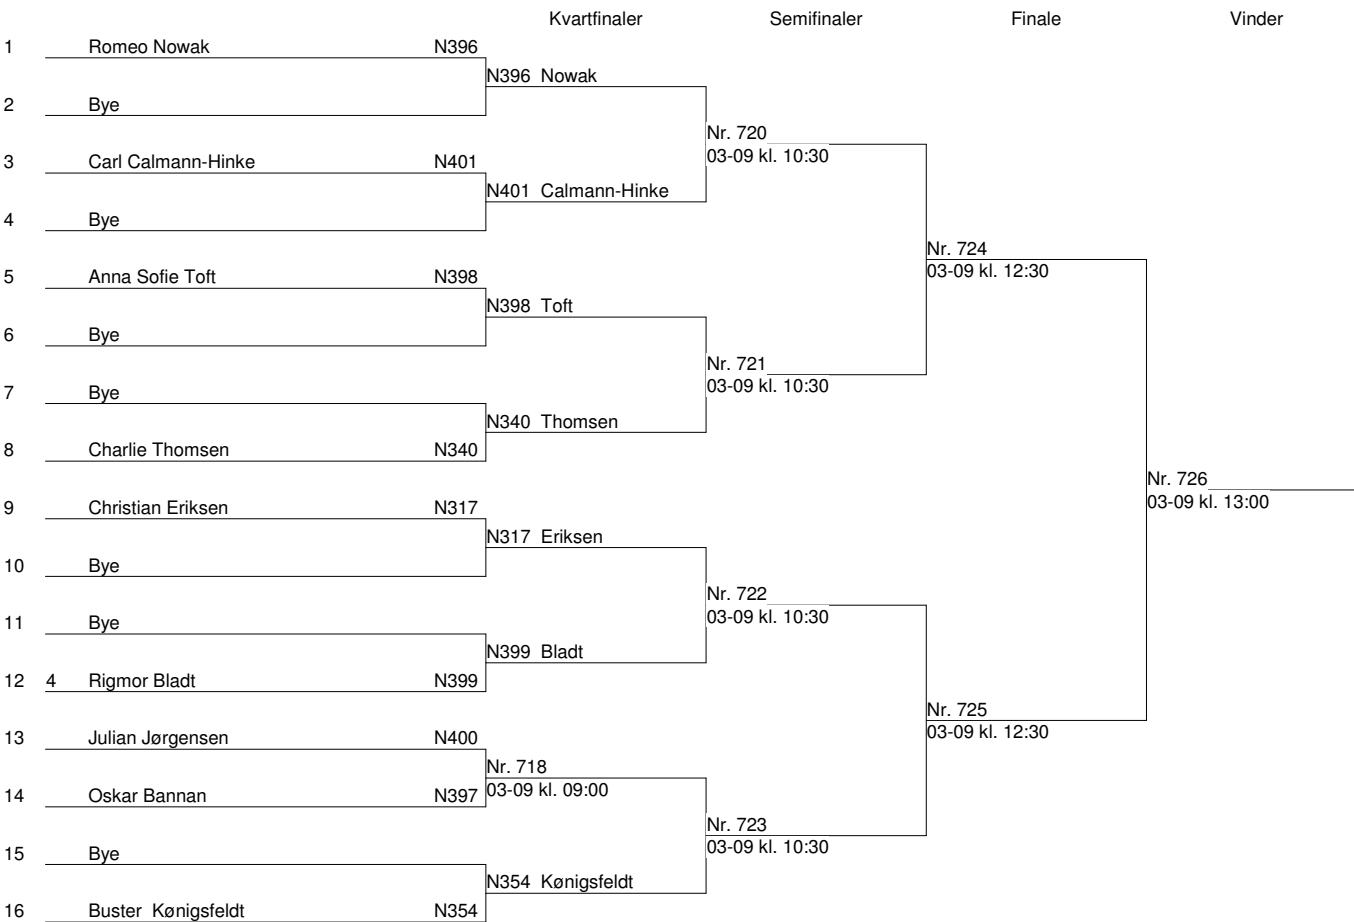 Kvartfinaler Semifinaler Finale Vinder
1 Romeo Nowak N396
N396 Nowak
2 Bye
Nr. 720
03-09 kl. 10:30
3 Carl Calmann-Hinke N401
N401 Calmann-Hinke
4 Bye
Nr. 724
03-09 kl. 12:30
5 Anna Sofie Toft N398
N398 Toft
6 Bye
Nr. 721
03-09 kl. 10:30
7 Bye
N340 Thomsen
8 Charlie Thomsen N340
Nr. 726
03-09 kl. 13:00
9 Christian Eriksen N317
N317 Eriksen
10 Bye
Nr. 722
03-09 kl. 10:30
11 Bye
N399 Bladt
12 4 Rigmor Bladt N399
Nr. 725
03-09 kl. 12:30
13 Julian Jørgensen N400
Nr. 718
03-09 kl. 09:00
14 Oskar Bannan N397
Nr. 723
03-09 kl. 10:30
15 Bye
N354 Kønigsfeldt
16 Buster Kønigsfeldt N354